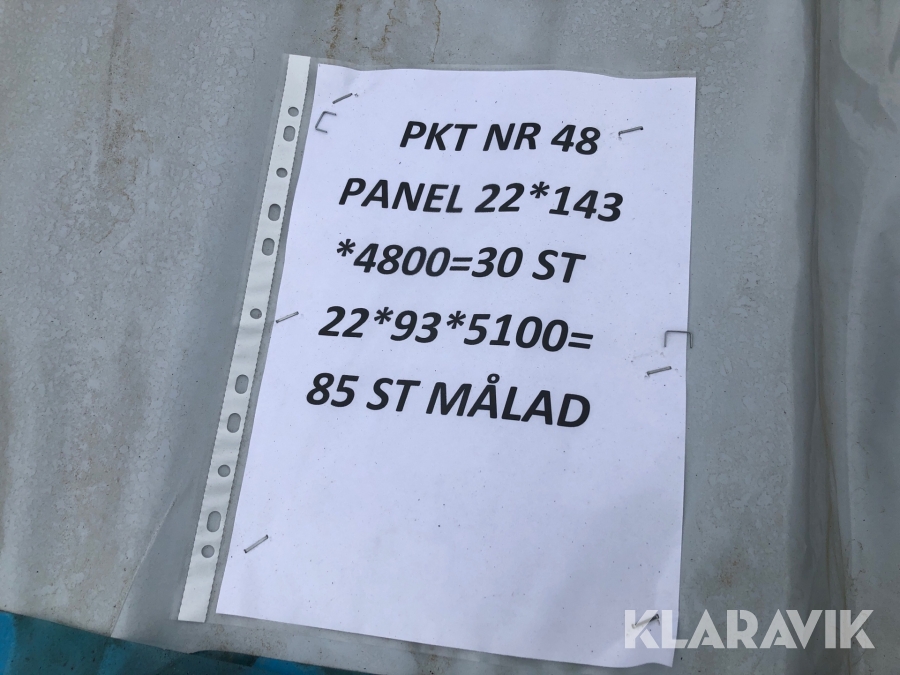 PKT NR 48
PANEL 22*143
*4800=30 ST
22*93*5100=
85 ST MÅLAD
KLARAVIK